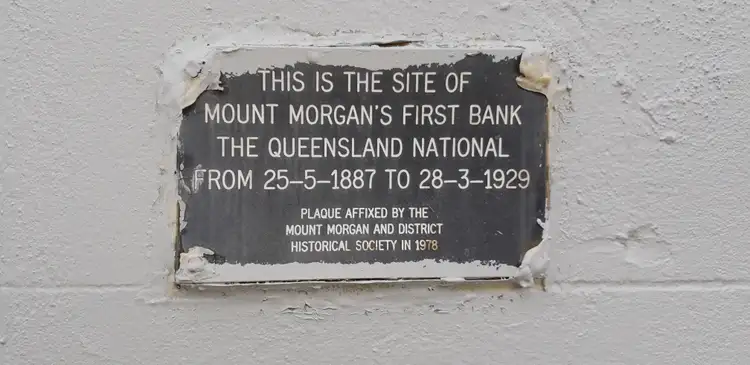 THIS IS THE SITE OF
MOUNT MORGAN'S FIRST BANK
THE QUEENSLAND NATIONAL
FROM 25-5-1887 TO 28-3-1929
PLAQUE AFFIXED BY THE
MOUNT MORGAN AND DISTRICT
HISTORICAL SOCIETY IN 1978